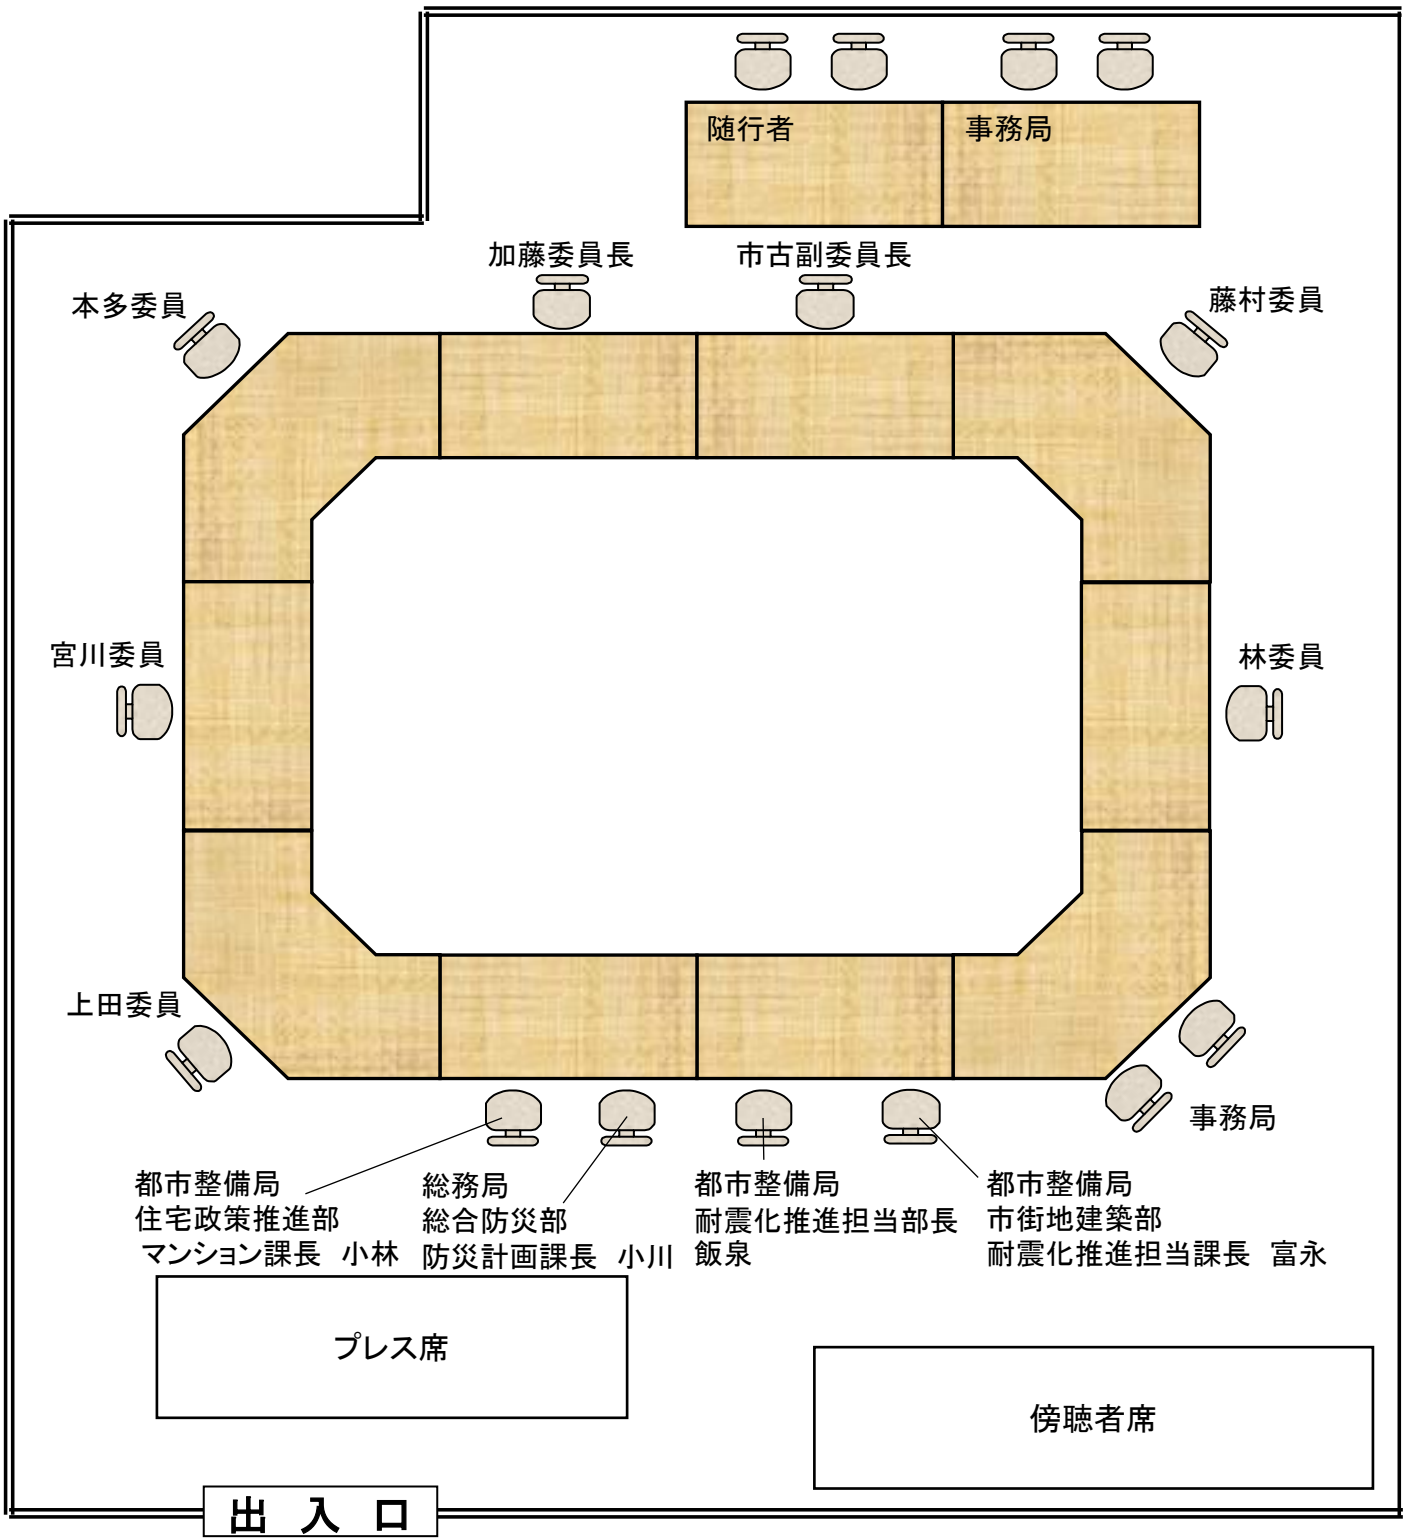 随行者
事務局
加藤委員長
市古副委員長
本多委員
藤村委員
宮川委員
林委員
上田委員
事務局
都市整備局
住宅政策推進部
マンション課長　小林
総務局
総合防災部
防災計画課長　小川
都市整備局
耐震化推進担当部長
飯泉
都市整備局
市街地建築部
耐震化推進担当課長　富永
プレス席
傍聴者席
出　入　口